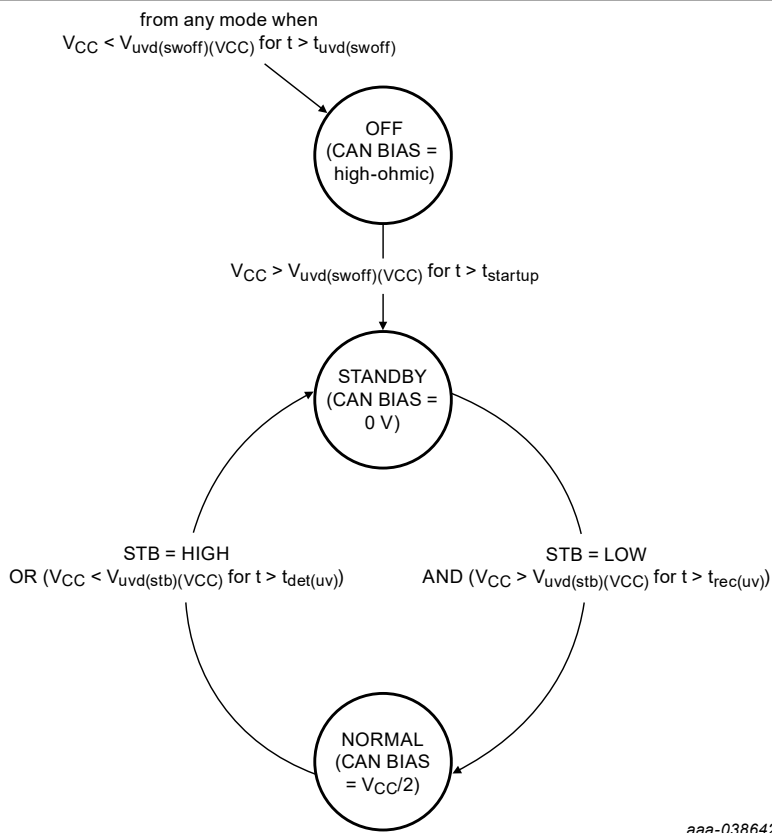 from any mode when
VCC < Vuvd(swoff)(VCC) for t > tuvd(swoff)
OFF
(CAN BIAS =
high-ohmic)
VCC > Vuvd(swoff)(VCC) for t > tstartup
STANDBY
(CAN BIAS =
0 V)
STB = HIGH
OR (VCC < Vuvd(stb)(VCC) for t > tdet(uv))
STB = LOW
AND (VCC > Vuvd(stb)(VCC) for t > trec(uv))
NORMAL
(CAN BIAS
= VCC/2)
aaa-038642